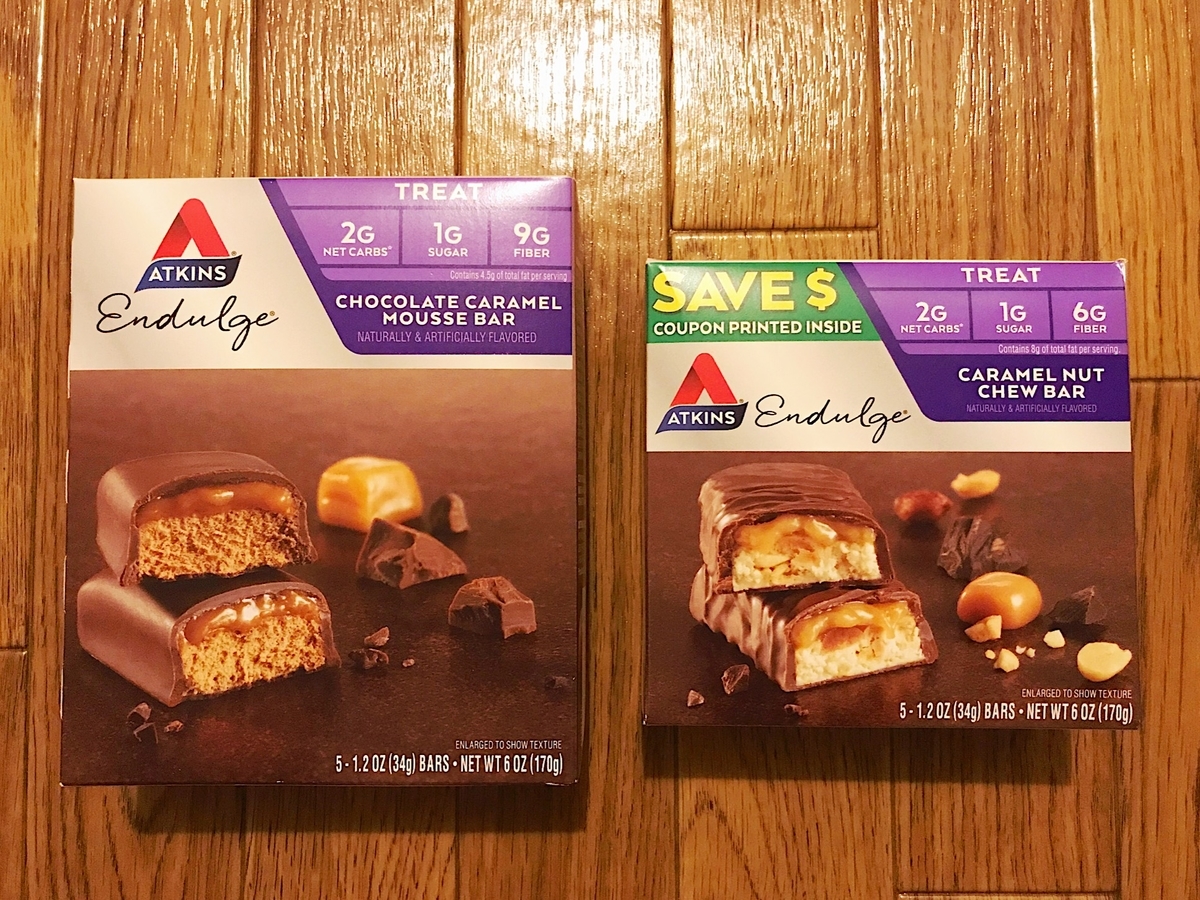 TREAT
2G 1G 9G
NET CARBS* SUGAR FIBER
Contains 4.5g of total fat per serving
ATKINS®
Endulge®
CHOCOLATE CARAMEL
MOUSSE BAR
NATURALLY & ARTIFICIALLY FLAVORED
ENLARGED TO SHOW TEXTURE
5 - 1.2 OZ (34g) BARS • NET WT 6 OZ (170g)
SAVE $
COUPON PRINTED INSIDE
TREAT
2G 1G 6G
NET CARBS* SUGAR FIBER
Contains 8g of total fat per serving.
ATKINS®
Endulge®
CARAMEL NUT
CHEW BAR
NATURALLY & ARTIFICIALLY FLAVORED
ENLARGED TO SHOW TEXTURE
5 - 1.2 OZ (34g) BARS • NET WT 6 OZ (170g)